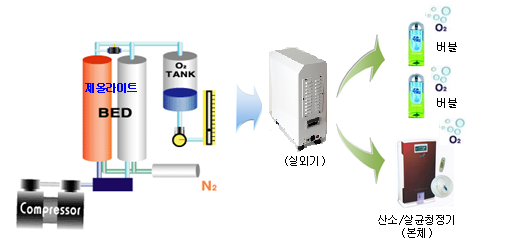 O₂
TANK
제올라이트
BED
N₂
Compressor
(실외기)
O₂
버블
O₂
버블
O₂
산소/살균청정기
(본체)